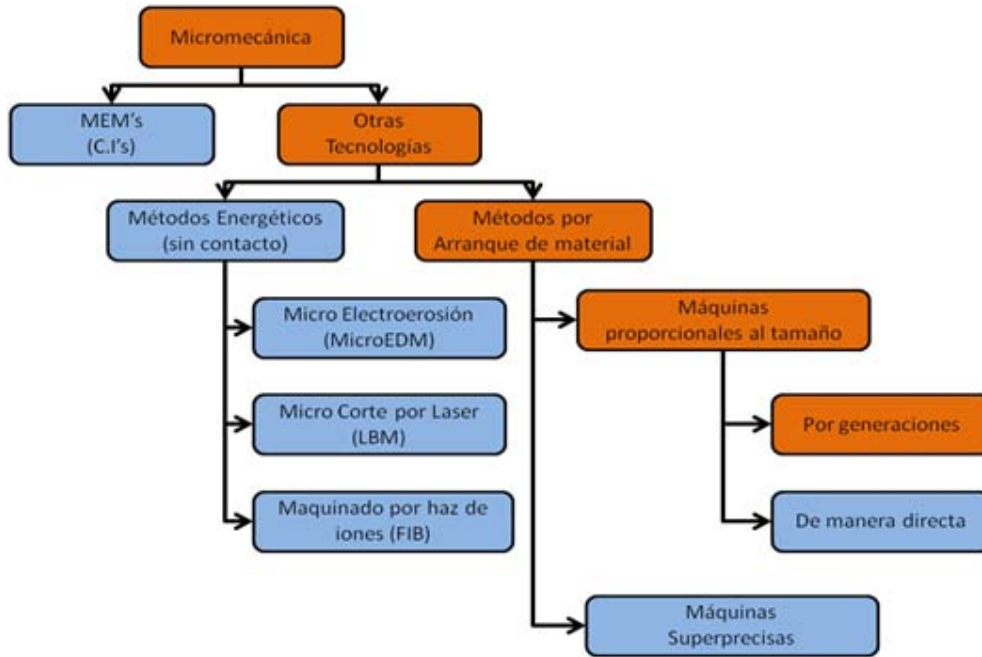 Micromecánica
MEM's
(C.I's)
Otras
Tecnologías
Métodos Energéticos
(sin contacto)
Métodos por
Arranque de material
Micro Electroerosión
(MicroEDM)
Máquinas
proporcionales al tamaño
Micro Corte por Laser
(LBM)
Por generaciones
Maquinado por haz de
iones (FIB)
De manera directa
Máquinas
Superprecisas